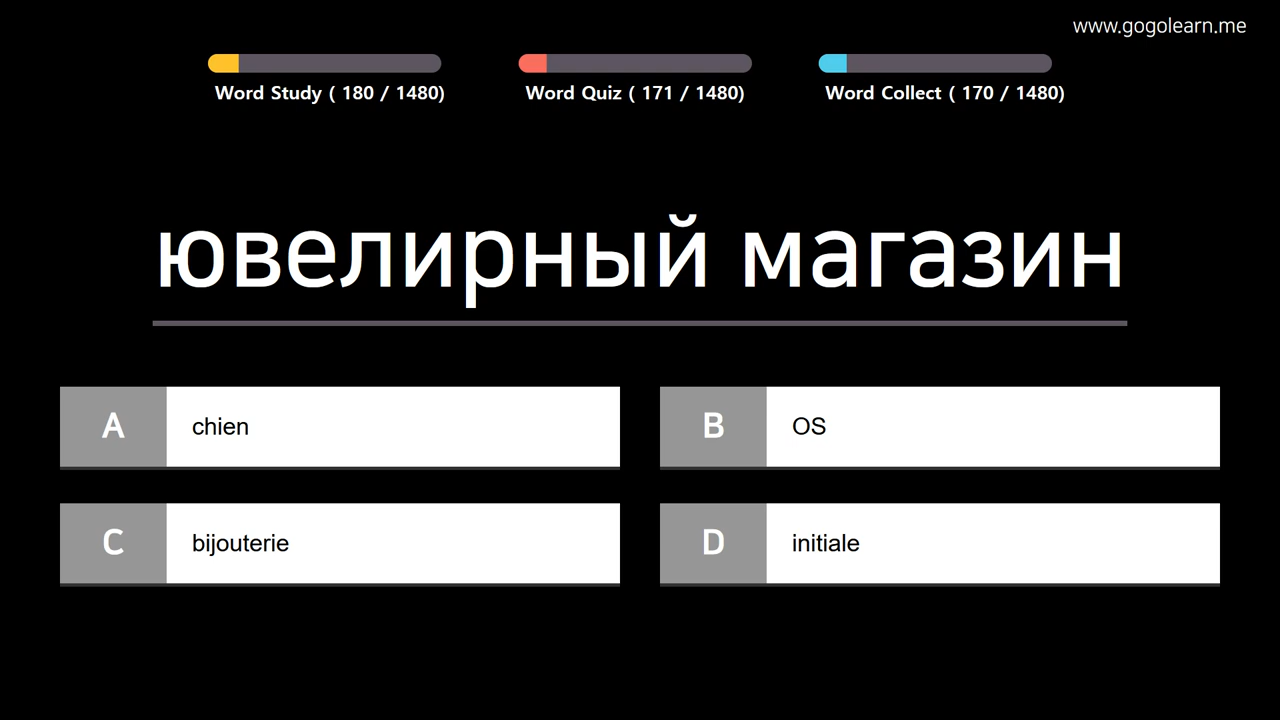 www.gogolearn.me
Word Study ( 180 / 1480)
Word Quiz ( 171 / 1480)
Word Collect ( 170 / 1480)
ювелирный магазин
A chien
B OS
C bijouterie
D initiale